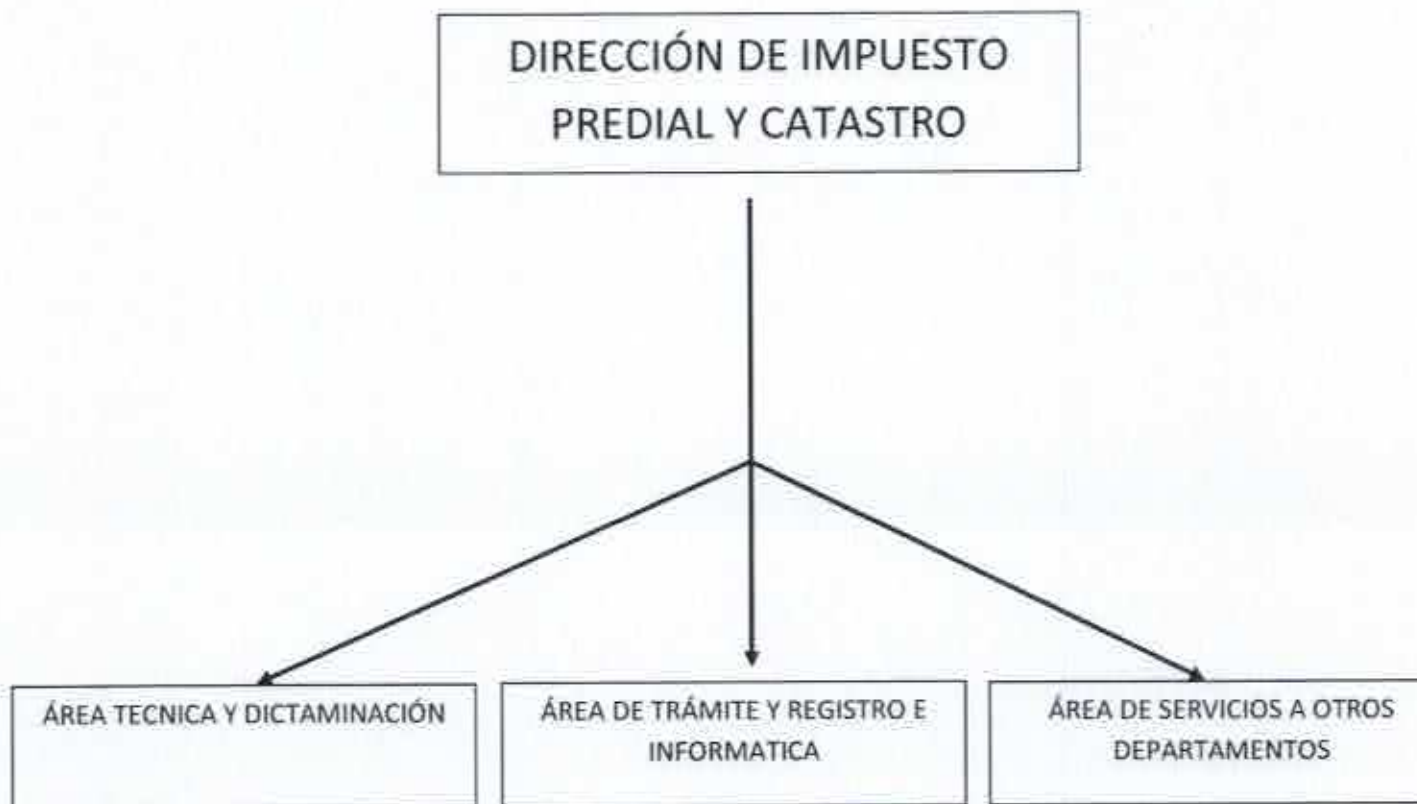 DIRECCIÓN DE IMPUESTO
PREDIAL Y CATASTRO
ÁREA TECNICA Y DICTAMINACIÓN
ÁREA DE TRÁMITE Y REGISTRO E
INFORMATICA
ÁREA DE SERVICIOS A OTROS
DEPARTAMENTOS